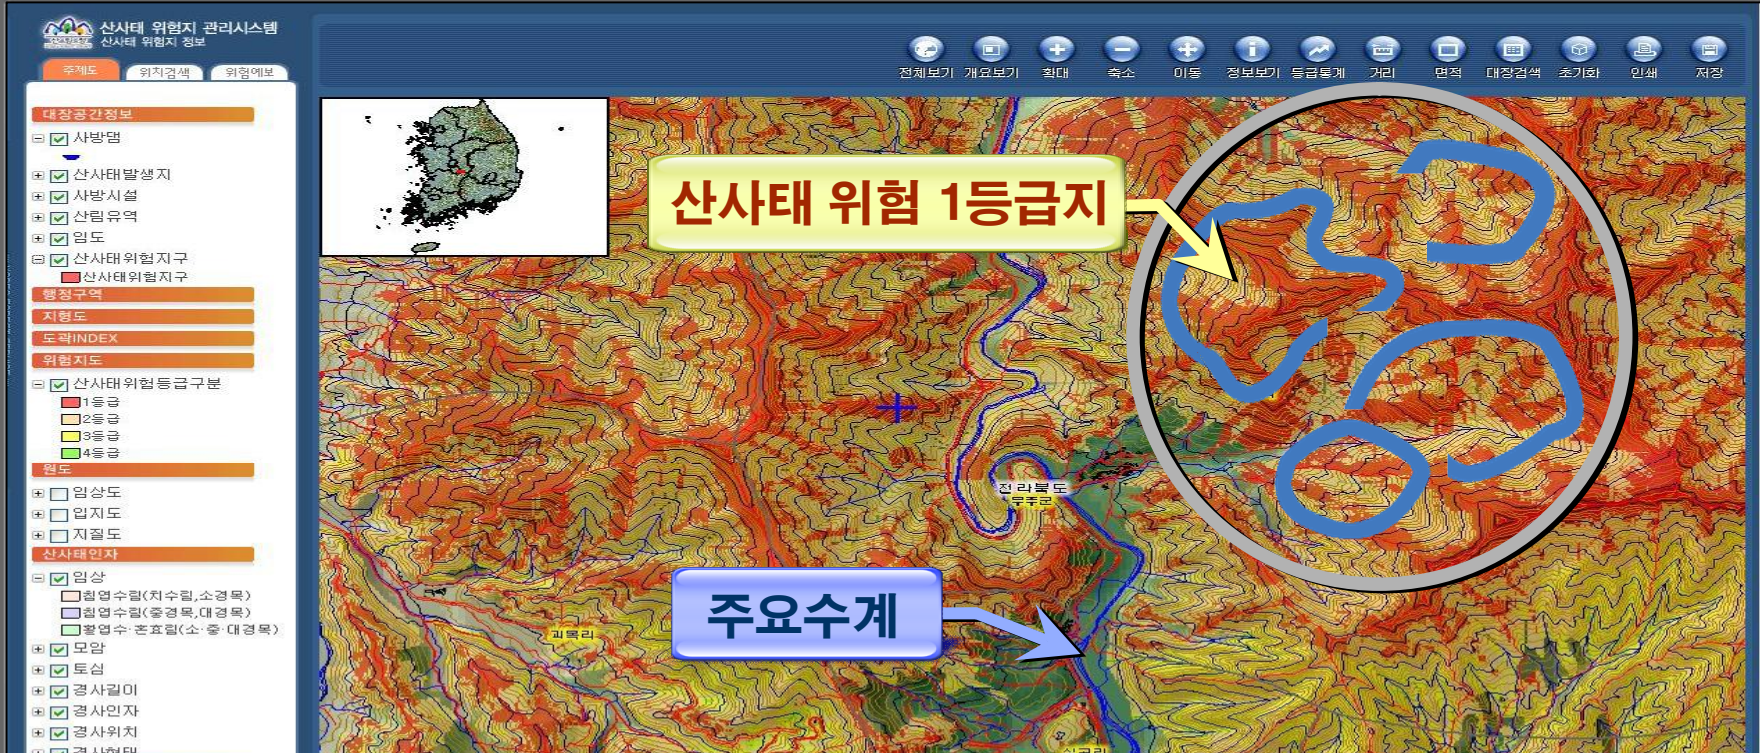 산사태 위험지 관리시스템
산사태 위험지 정보
주제도 위치검색 위험예보
전체보기 개요보기 확대 축소 이동 정보보기 등급통계 거리 면적 대장검색 초기화 인쇄 저장
대장공간정보
사방댐
산사태발생지
사방시설
산림유역
임도
산사태위험지구
산사태위험지구
행정구역
지형도
도곽INDEX
위험지도
산사태위험등급구분
1등급
2등급
3등급
4등급
원도
임상도
입지도
지질도
산사태인자
임상
침엽수림(치수림,소경목)
침엽수림(중경목,대경목)
활엽수·혼효림(소·중·대경목)
모암
토심
경사길이
경사인자
경사위치
경사형태
산사태 위험 1등급지
전라북도
무주군
주요수계
괴목리